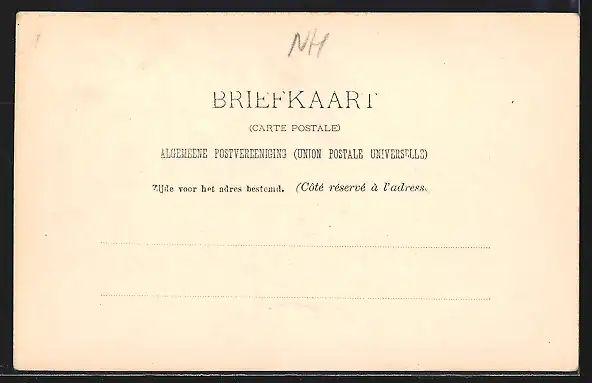 NH
BRIEFKAART
(CARTE POSTALE)
ALGEMEENE POSTVEREENIGING (UNION POSTALE UNIVERSELLE)
Zijde voor het adres bestemd. (Côté réservé à l'adress.